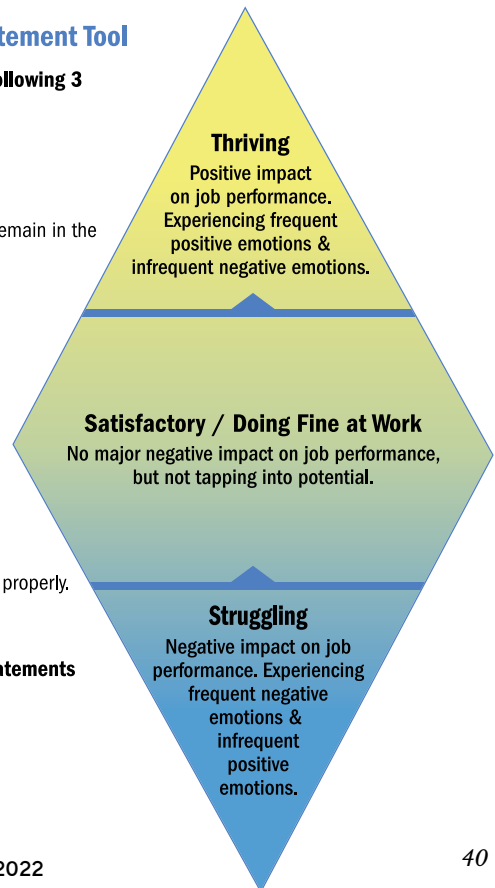 tement Tool
ollowing 3
emain in the
properly.
atements
Thriving
Positive impact
on job performance.
Experiencing frequent
positive emotions &
infrequent negative emotions.
Satisfactory / Doing Fine at Work
No major negative impact on job performance,
but not tapping into potential.
Struggling
Negative impact on job
performance. Experiencing
frequent negative
emotions &
infrequent
positive
emotions.
2022
40